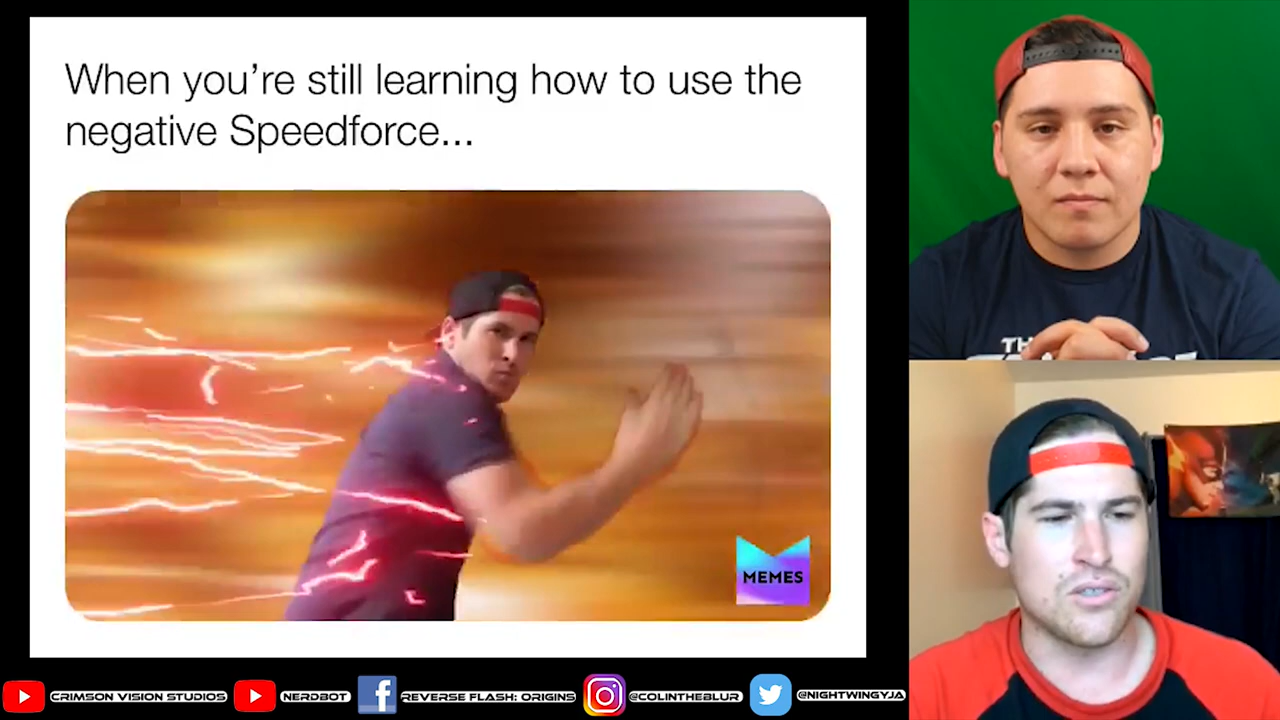 When you're still learning how to use the
negative Speedforce...
MEMES
TH
CRIMSON VISION STUDIOS
NERDBOT
REVERSE FLASH: ORIGINS
@COLINTHEBLUR
@NIGHTWINGYJA